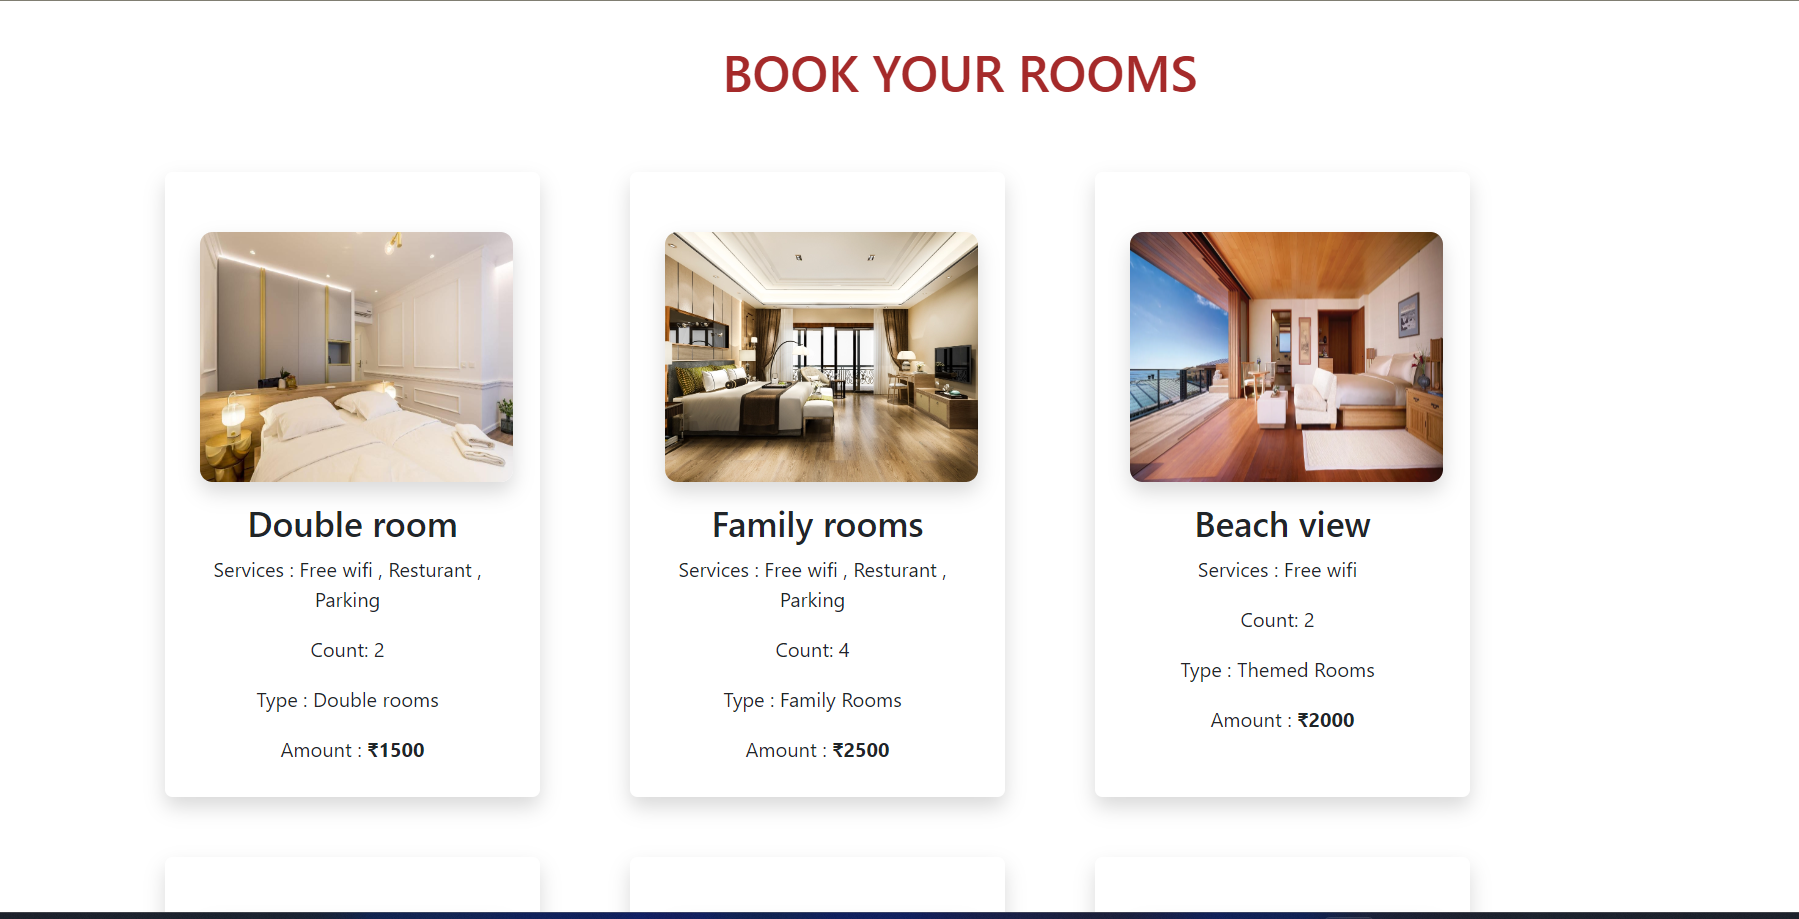 BOOK YOUR ROOMS
Double room
Services : Free wifi , Resturant ,
Parking
Count: 2
Type : Double rooms
Amount : ₹1500
Family rooms
Services : Free wifi , Resturant ,
Parking
Count: 4
Type : Family Rooms
Amount : ₹2500
Beach view
Services : Free wifi
Count: 2
Type : Themed Rooms
Amount : ₹2000